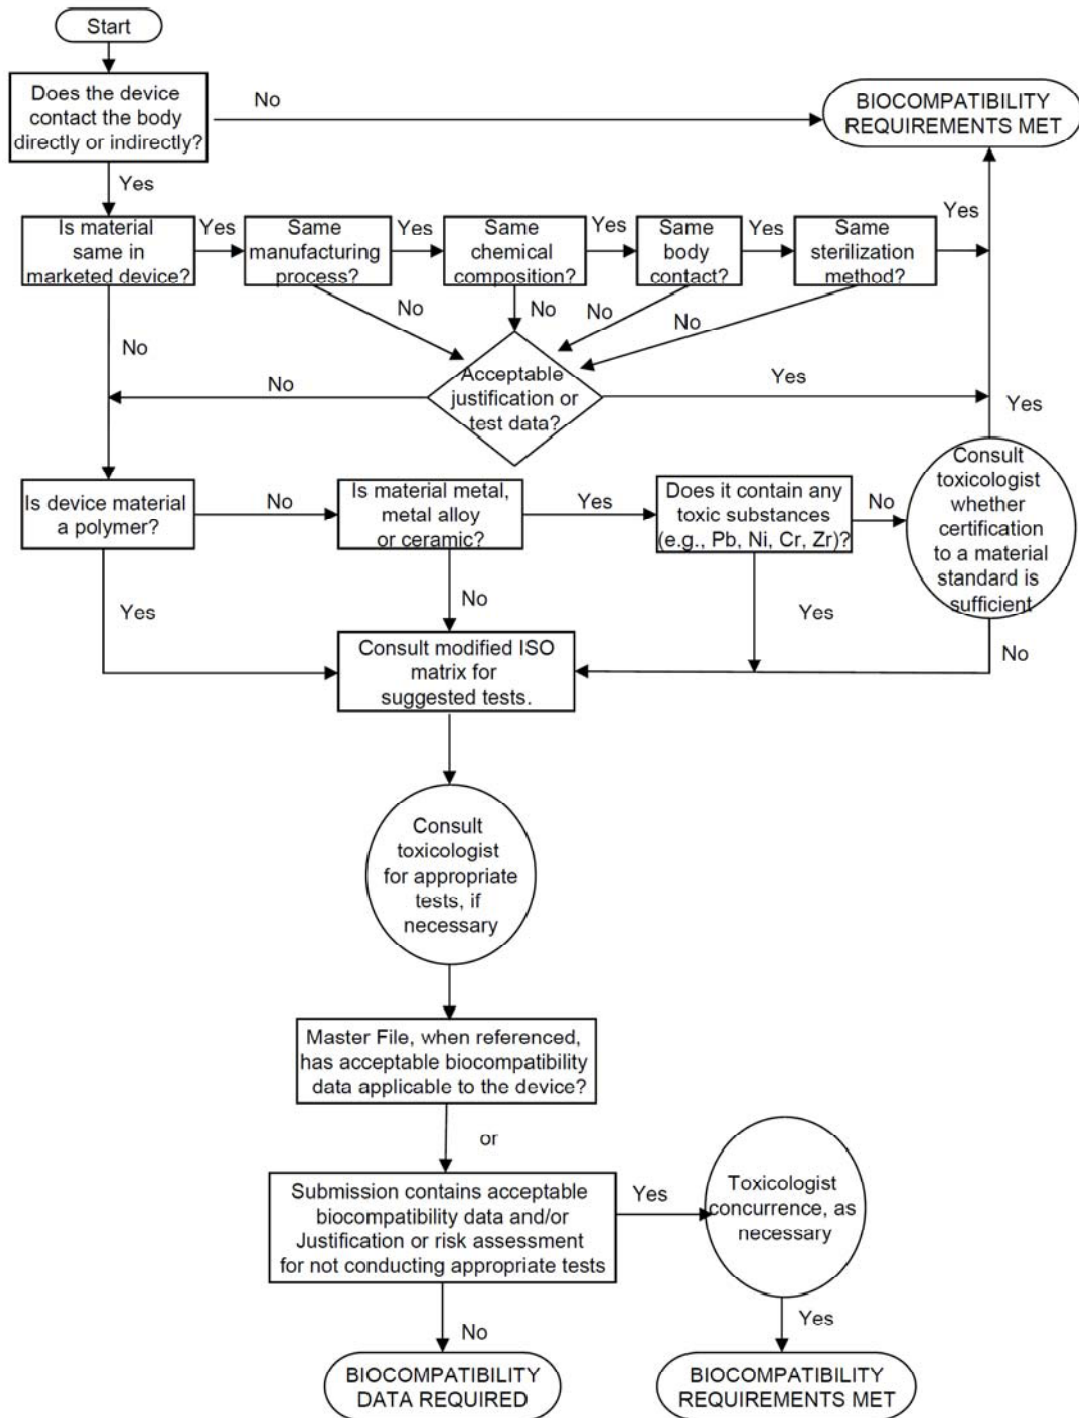 Start
Does the device
contact the body
directly or indirectly?
No
BIOCOMPATIBILITY
REQUIREMENTS MET
Yes
Is material
same in
marketed device?
Yes
Same
manufacturing
process?
Yes
Same
chemical
composition?
Yes
Same
body
contact?
Yes
Same
sterilization
method?
Yes
No
No
No
No
No
Acceptable
justification or
test data?
No
Yes
Yes
Is device material
a polymer?
No
Is material metal,
metal alloy
or ceramic?
Yes
Does it contain any
toxic substances
(e.g., Pb, Ni, Cr, Zr)?
No
Consult
toxicologist
whether
certification
to a material
standard is
sufficient
Yes
No
Yes
No
Consult modified ISO
matrix for
suggested tests.
Consult
toxicologist
for appropriate
tests, if
necessary
Master File, when referenced,
has acceptable biocompatibility
data applicable to the device?
or
Submission contains acceptable
biocompatibility data and/or
Justification or risk assessment
for not conducting appropriate tests
Yes
Toxicologist
concurrence, as
necessary
No
Yes
BIOCOMPATIBILITY
DATA REQUIRED
BIOCOMPATIBILITY
REQUIREMENTS MET